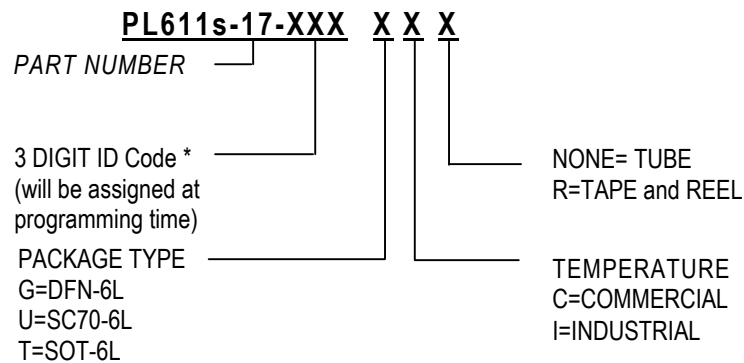 PL611s-17-XXX X X X
PART NUMBER
3 DIGIT ID Code *
(will be assigned at
programming time)
PACKAGE TYPE
G=DFN-6L
U=SC70-6L
T=SOT-6L
NONE= TUBE
R=TAPE and REEL
TEMPERATURE
C=COMMERCIAL
I=INDUSTRIAL